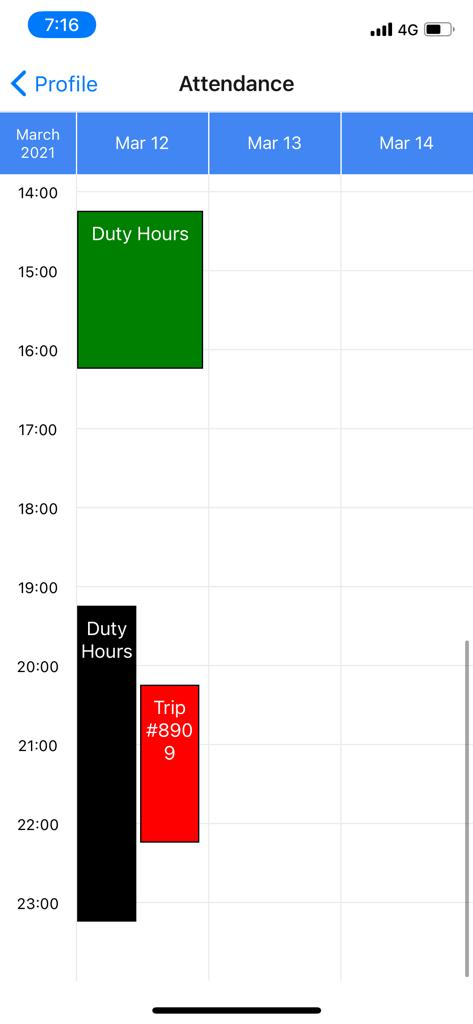 7:16
4G
Profile
Attendance
March
2021
Mar 12
Mar 13
Mar 14
14:00
Duty Hours
15:00
16:00
17:00
18:00
19:00
Duty
Hours
20:00
Trip
#890
9
21:00
22:00
23:00